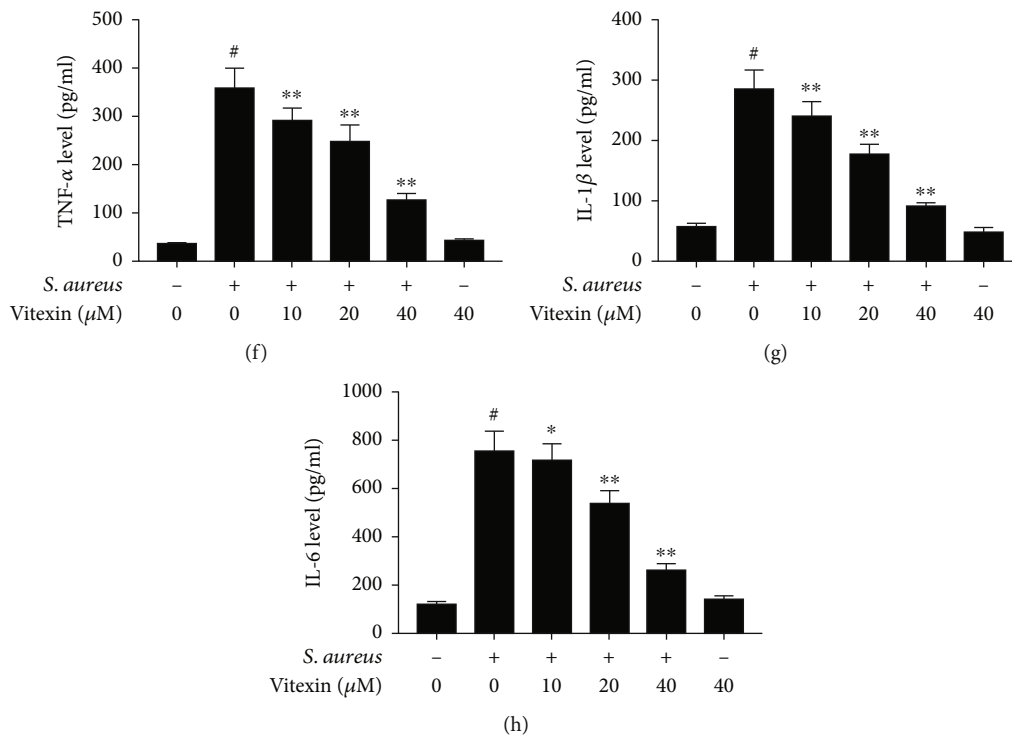 500
400
300
200
100
0
TNF-α level (pg/ml)
# ** ** **
S. aureus – + + + + –
Vitexin (μM) 0 0 10 20 40 40
(f)
400
300
200
100
0
IL-1β level (pg/ml)
# ** ** **
S. aureus – + + + + –
Vitexin (μM) 0 0 10 20 40 40
(g)
1000
800
600
400
200
0
IL-6 level (pg/ml)
# * ** **
S. aureus – + + + + –
Vitexin (μM) 0 0 10 20 40 40
(h)